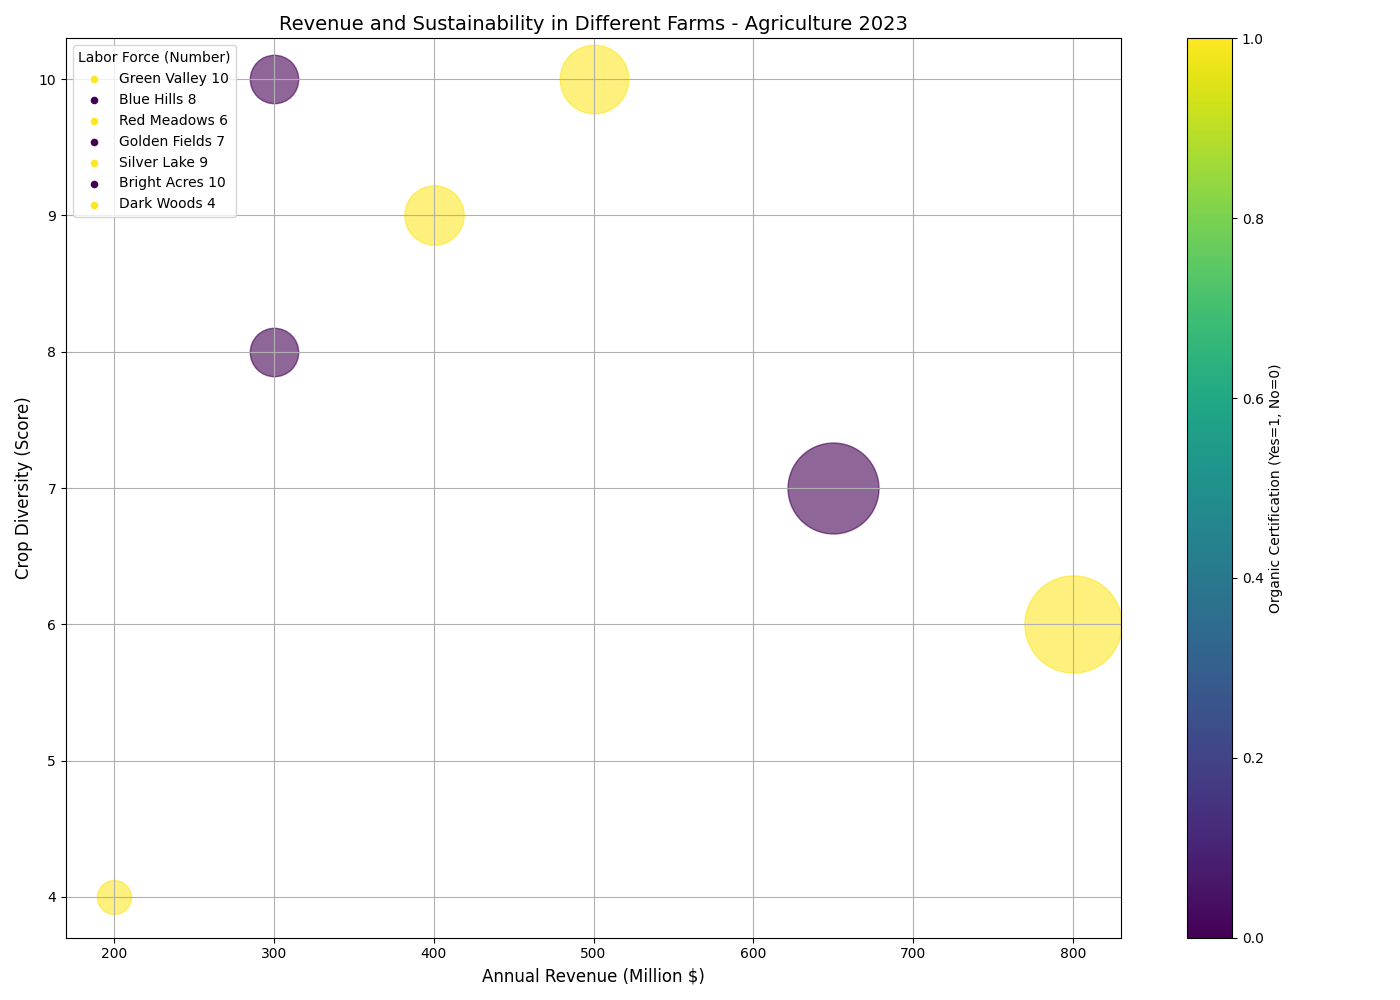 Revenue and Sustainability in Different Farms - Agriculture 2023
Labor Force (Number)
Green Valley 10
Blue Hills 8
Red Meadows 6
Golden Fields 7
Silver Lake 9
Bright Acres 10
Dark Woods 4
Crop Diversity (Score)
10
9
8
7
6
5
4
200 300 400 500 600 700 800
Annual Revenue (Million $)
1.0
0.8
0.6
0.4
0.2
0.0
Organic Certification (Yes=1, No=0)